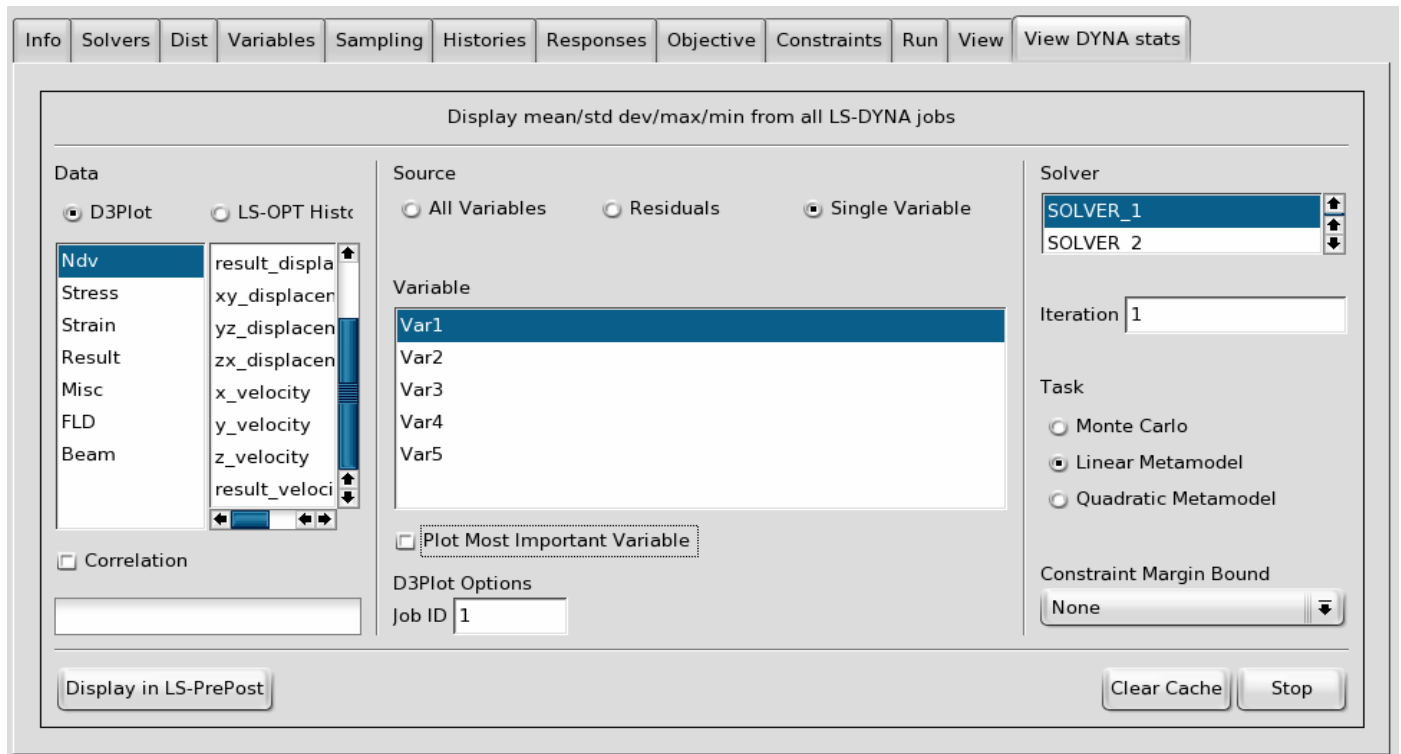 Info Solvers Dist Variables Sampling Histories Responses Objective Constraints Run View View DYNA stats
Display mean/std dev/max/min from all LS-DYNA jobs
Data
D3Plot LS-OPT Histo
Ndv
Stress
Strain
Result
Misc
FLD
Beam
result_displa
xy_displacen
yz_displacen
zx_displacen
x_velocity
y_velocity
z_velocity
result_veloci
Correlation
Source
All Variables Residuals Single Variable
Variable
Var1
Var2
Var3
Var4
Var5
Plot Most Important Variable
D3Plot Options
Job ID 1
Solver
SOLVER_1
SOLVER_2
Iteration 1
Task
Monte Carlo
Linear Metamodel
Quadratic Metamodel
Constraint Margin Bound
None
Display in LS-PrePost Clear Cache Stop